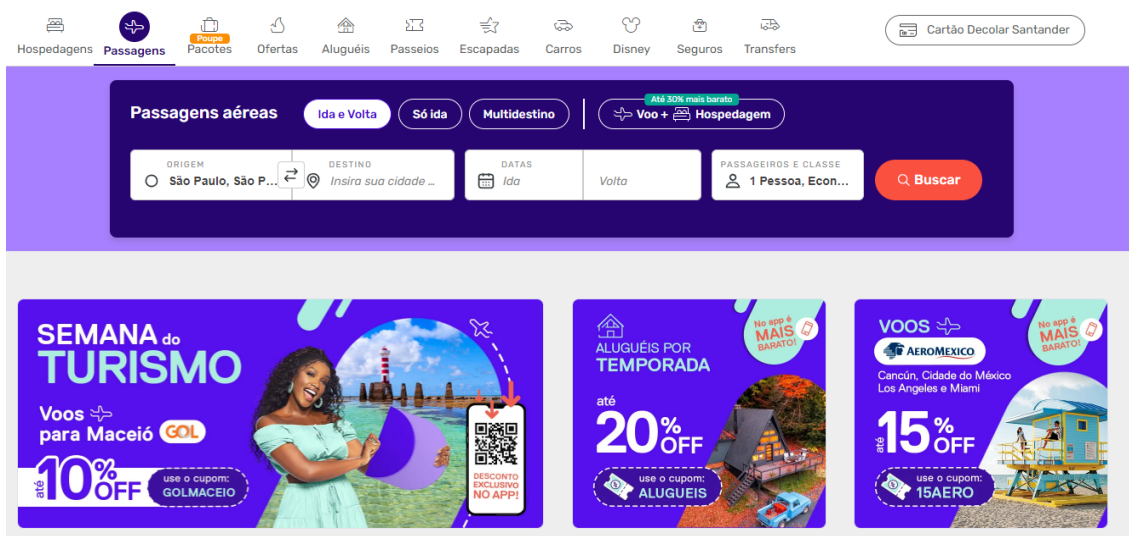 Hospedagens
Passagens
Poupe
Pacotes
Ofertas
Aluguéis
Passeios
Escapadas
Carros
Disney
Seguros
Transfers
Cartão Decolar Santander
Passagens aéreas
Ida e Volta
Só ida
Multidestino
Até 30% mais barato
Voo + Hospedagem
ORIGEM
São Paulo, São P...
DESTINO
Insira sua cidade ...
DATAS
Ida
Volta
PASSAGEIROS E CLASSE
1 Pessoa, Econ...
Buscar
SEMANA do
TURISMO
Voos
para Maceió GOL
até 10% OFF
use o cupom:
GOLMACEIO
DESCONTO
EXCLUSIVO
NO APP!
ALUGUÉIS POR
TEMPORADA
até
20% OFF
use o cupom:
ALUGUEIS
No app é
MAIS
BARATO!
VOOS
AEROMEXICO
Cancún, Cidade do México
Los Angeles e Miami
até 15% OFF
use o cupom:
15AERO
No app é
MAIS
BARATO!